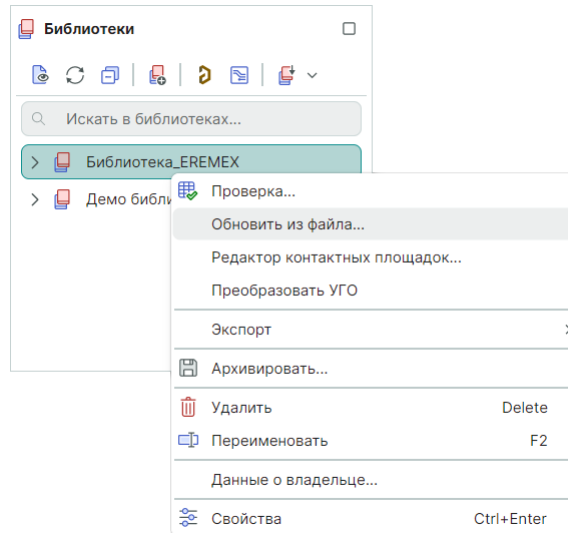 Библиотеки
Искать в библиотеках...
Библиотека_EREMEX
Демо библи
Проверка...
Обновить из файла...
Редактор контактных площадок...
Преобразовать УГО
Экспорт
Архивировать...
Удалить Delete
Переименовать F2
Данные о владельце...
Свойства Ctrl+Enter